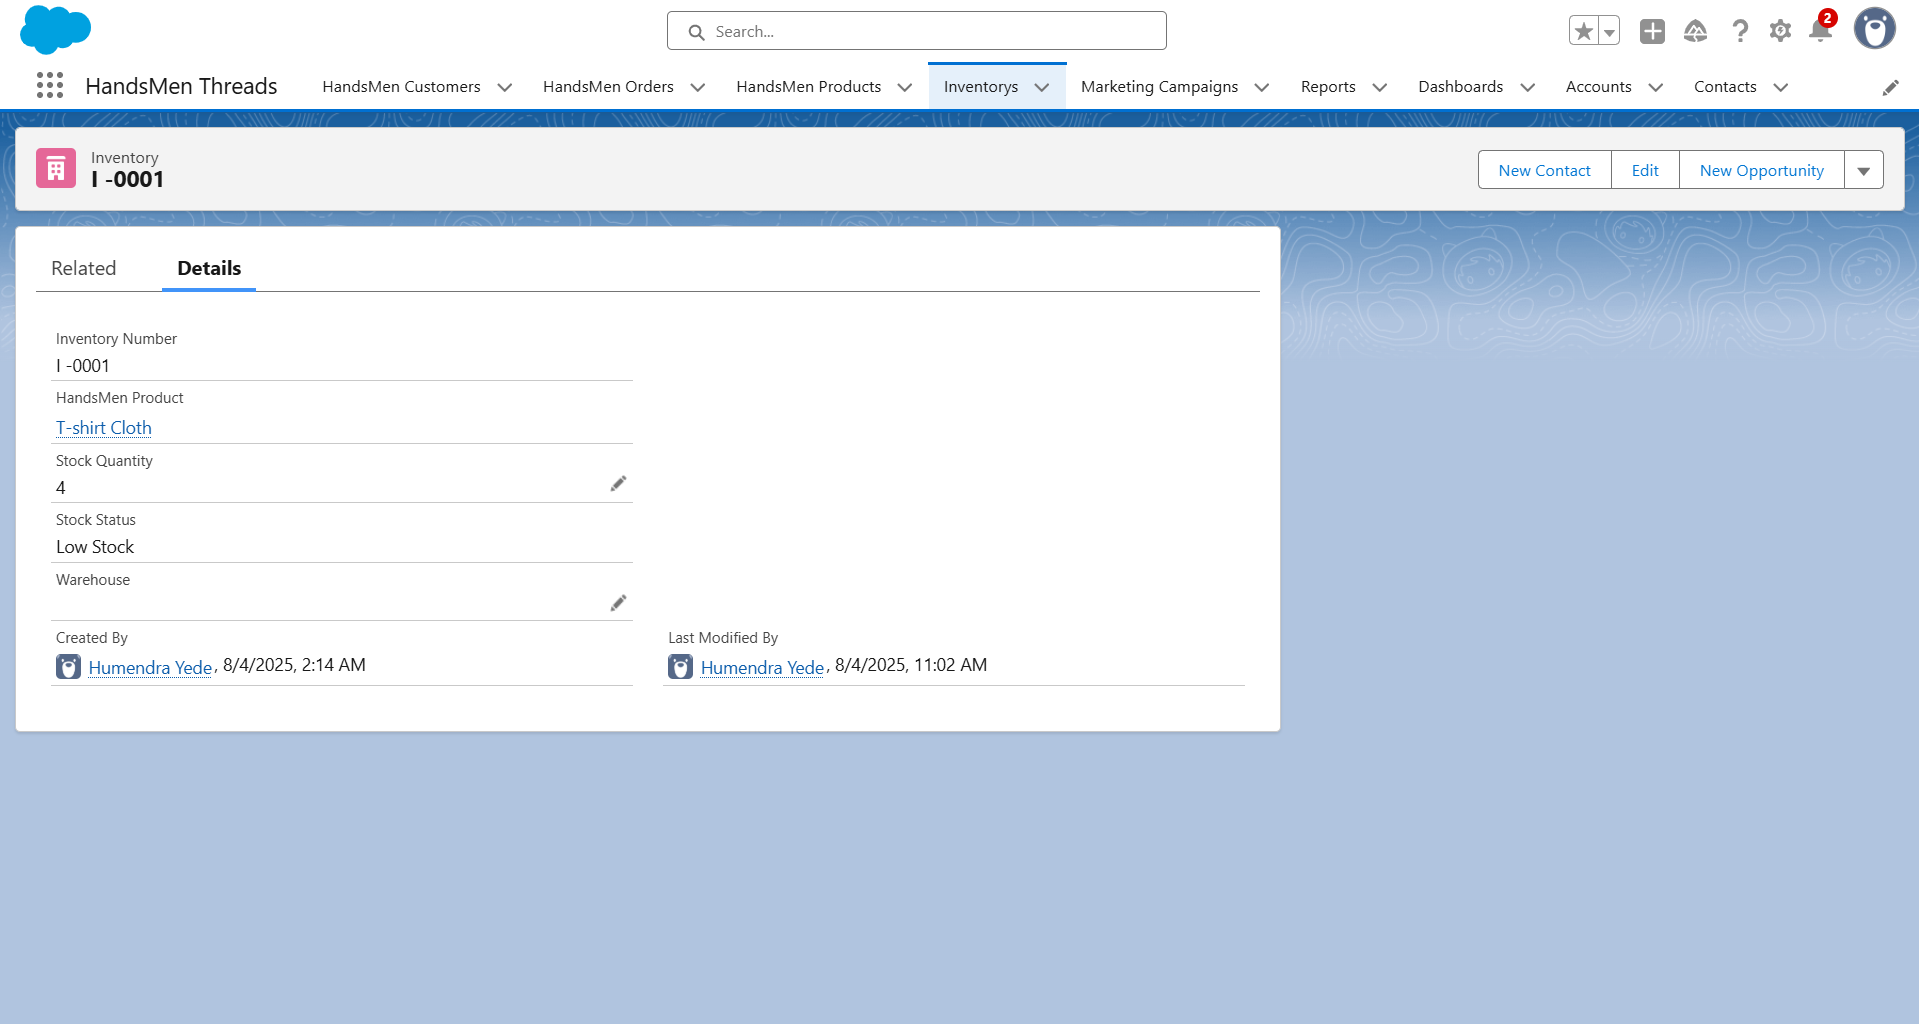 Search...
2
HandsMen Threads
HandsMen Customers
HandsMen Orders
HandsMen Products
Inventorys
Marketing Campaigns
Reports
Dashboards
Accounts
Contacts
Inventory
I -0001
New Contact
Edit
New Opportunity
Related
Details
Inventory Number
I -0001
HandsMen Product
T-shirt Cloth
Stock Quantity
4
Stock Status
Low Stock
Warehouse
Created By
Humendra Yede, 8/4/2025, 2:14 AM
Last Modified By
Humendra Yede, 8/4/2025, 11:02 AM